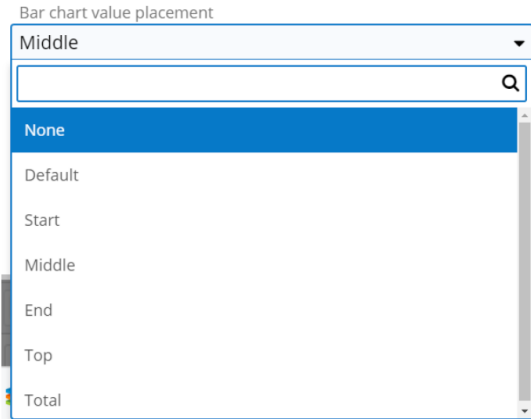 Bar chart value placement
Middle
None
Default
Start
Middle
End
Top
Total